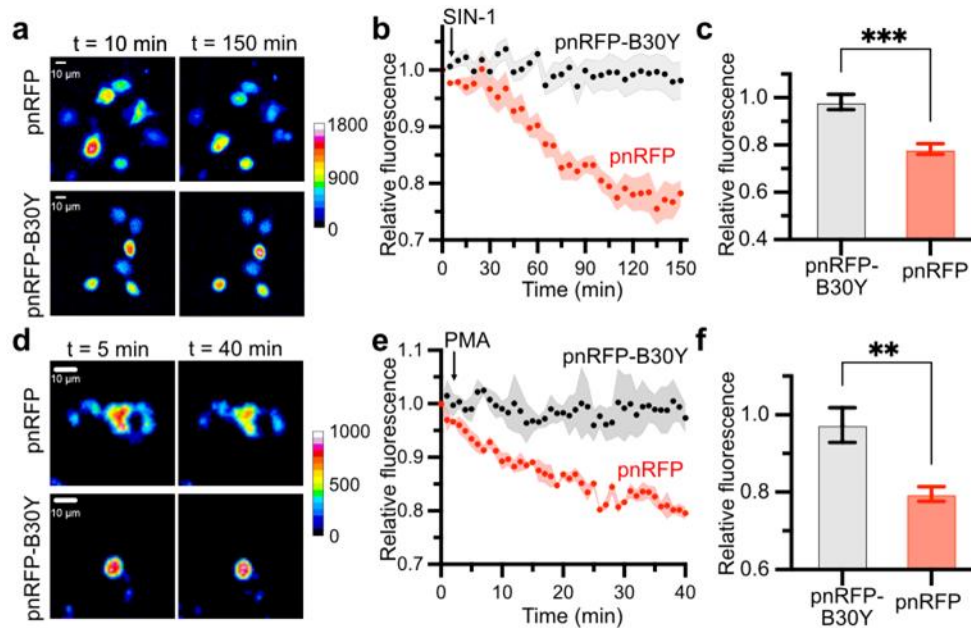 a
t = 10 min
t = 150 min
pnRFP
10 μm
pnRFP-B30Y
10 μm
1800
900
0
b
SIN-1
pnRFP-B30Y
pnRFP
Relative fluorescence
1.0
0.9
0.8
0.7
0
30
60
90
120
150
Time (min)
c
***
Relative fluorescence
1.0
0.8
0.6
0.4
pnRFP-
B30Y
pnRFP
d
t = 5 min
t = 40 min
pnRFP
10 μm
pnRFP-B30Y
10 μm
1000
500
0
e
PMA
pnRFP-B30Y
pnRFP
Relative fluorescence
1.1
1.0
0.9
0.8
0.7
0
10
20
30
40
Time (min)
f
**
Relative fluorescence
1.0
0.8
0.6
pnRFP-
B30Y
pnRFP